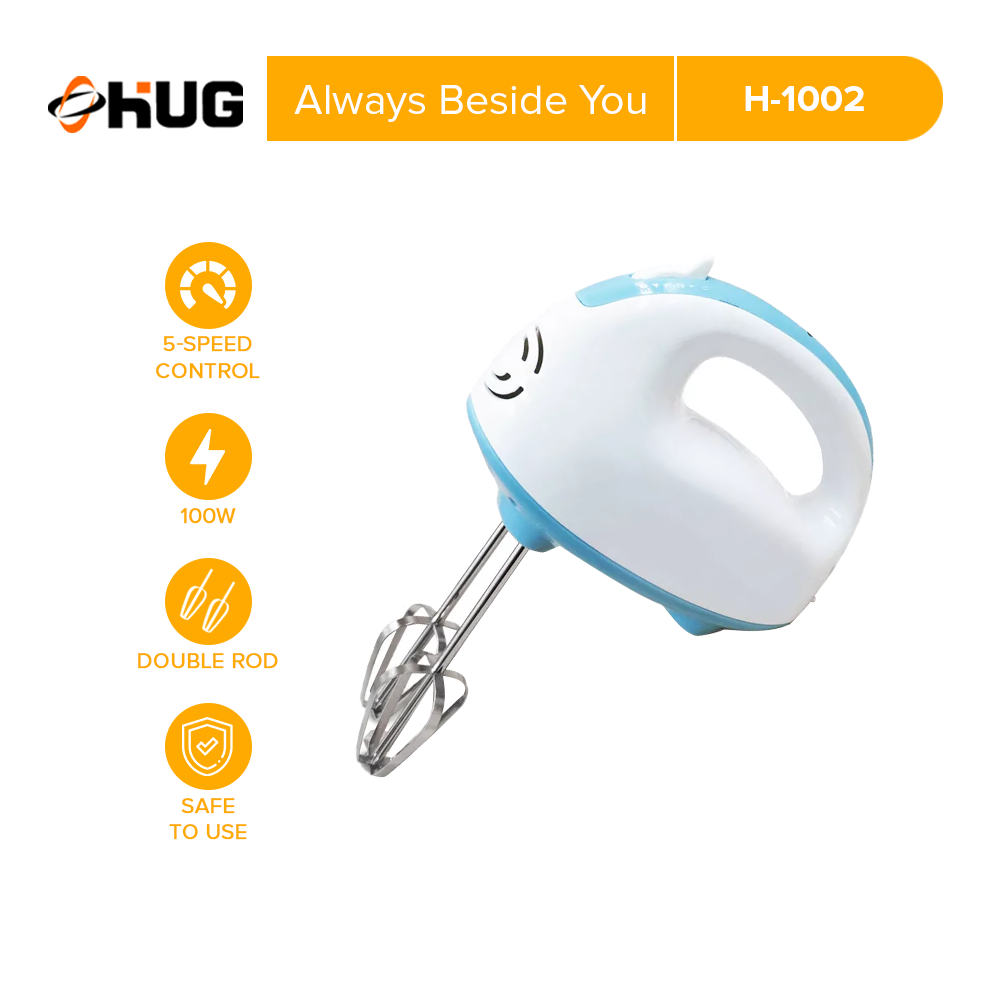 HUG
Always Beside You
H-1002
5-SPEED
CONTROL
100W
DOUBLE ROD
SAFE
TO USE